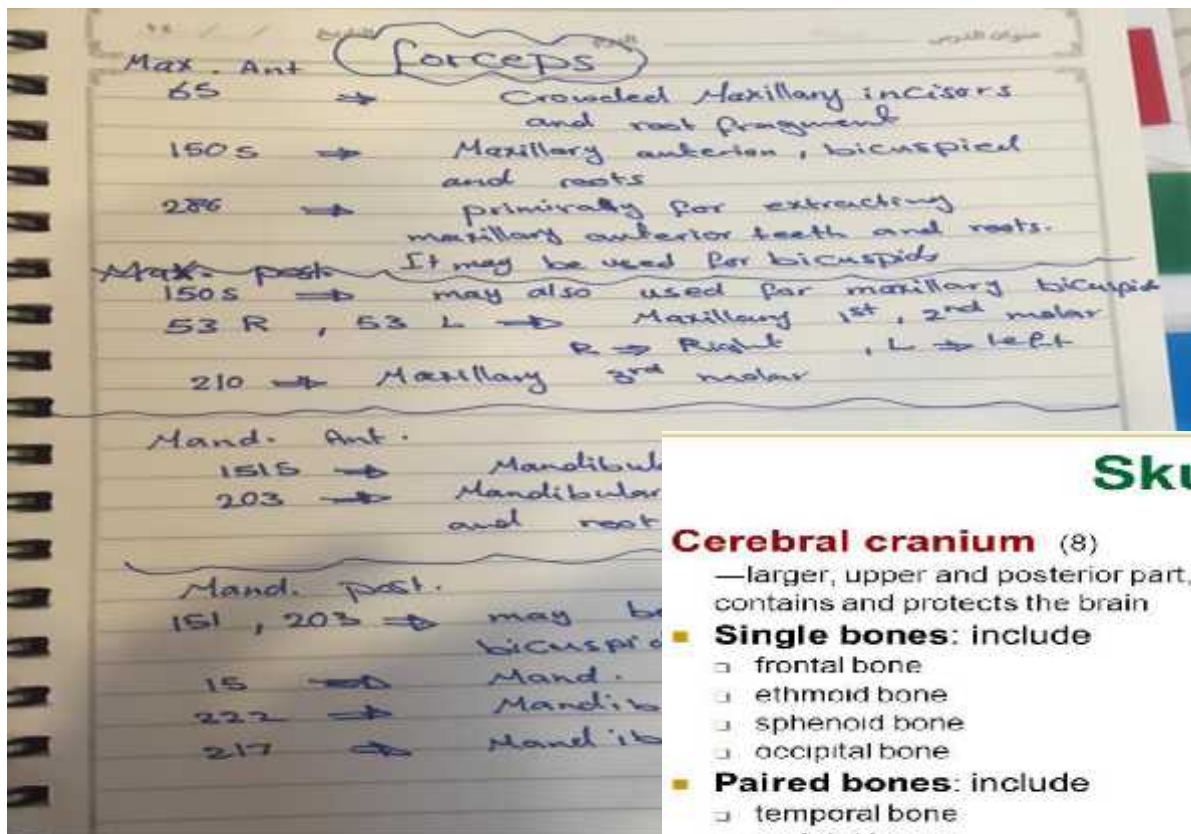 forceps
Max. Ant
65 ⇒ Crowded Maxillary incisors
and root fragment
150 S ⇒ Maxillary anterion, bicuspied
and roots
286 ⇒ primirally for extracting
maxillary anterior teeth and roots.
It may be used for bicuspids
Max. post.
150 S ⇒ may also used for maxillary bicuspid
53 R , 53 L ⇒ Maxillary 1st, 2nd molar
R ⇒ Right , L ⇒ left
210 ⇒ Maxillary 3rd molar
Mand. Ant.
151S ⇒
203 ⇒ Mandibular
and root
Mand. post.
151 , 203 ⇒ may be
15 ⇒ Mand.
222 ⇒
217 ⇒
Cerebral cranium (8)
—larger, upper and posterior part,
contains and protects the brain
Single bones: include
frontal bone
ethmoid bone
sphenoid bone
occipital bone
Paired bones: include
temporal bone